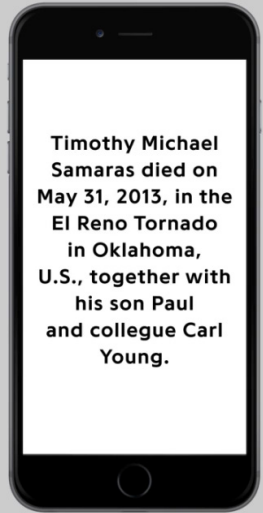 Timothy Michael
Samaras died on
May 31, 2013, in the
El Reno Tornado
in Oklahoma,
U.S., together with
his son Paul
and collegue Carl
Young.